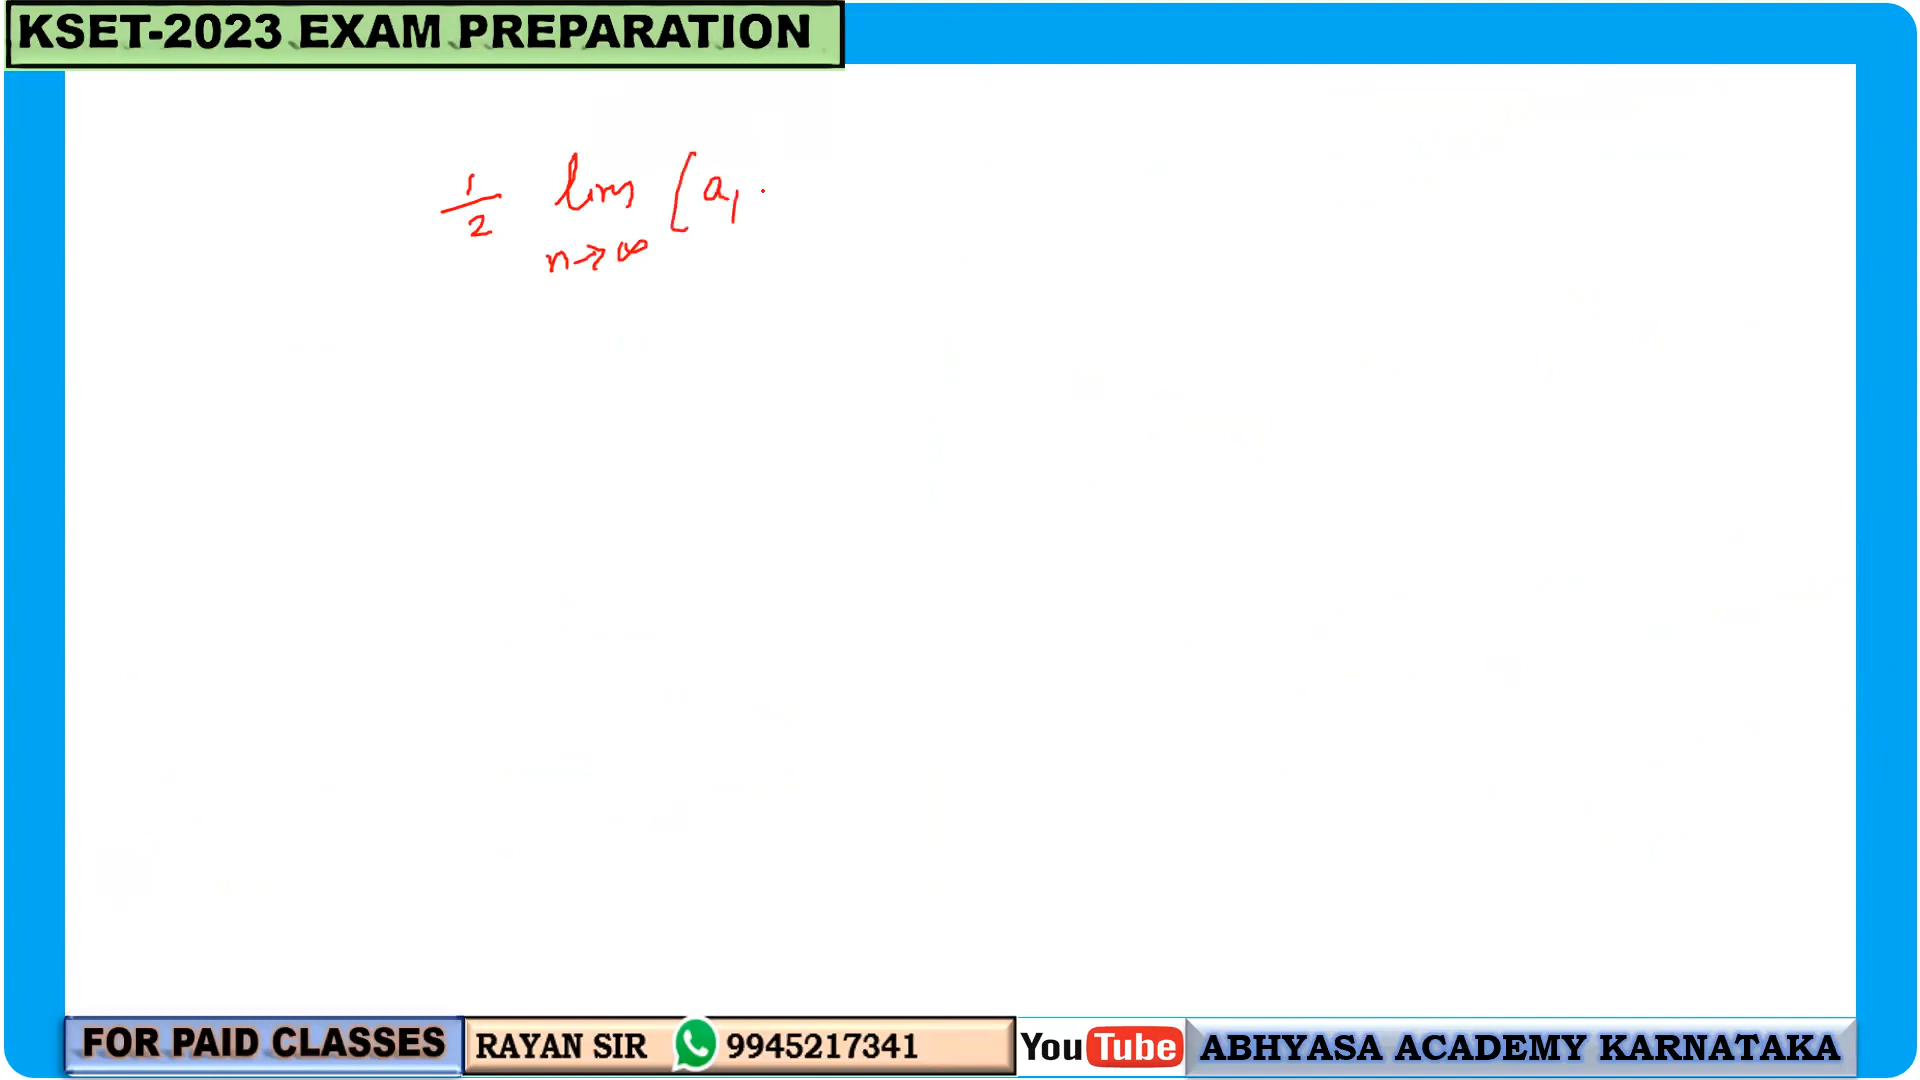 KSET-2023 EXAM PREPARATION
1/2 lim n→∞ [a₁ .
FOR PAID CLASSES RAYAN SIR 9945217341 YouTube ABHYASA ACADEMY KARNATAKA